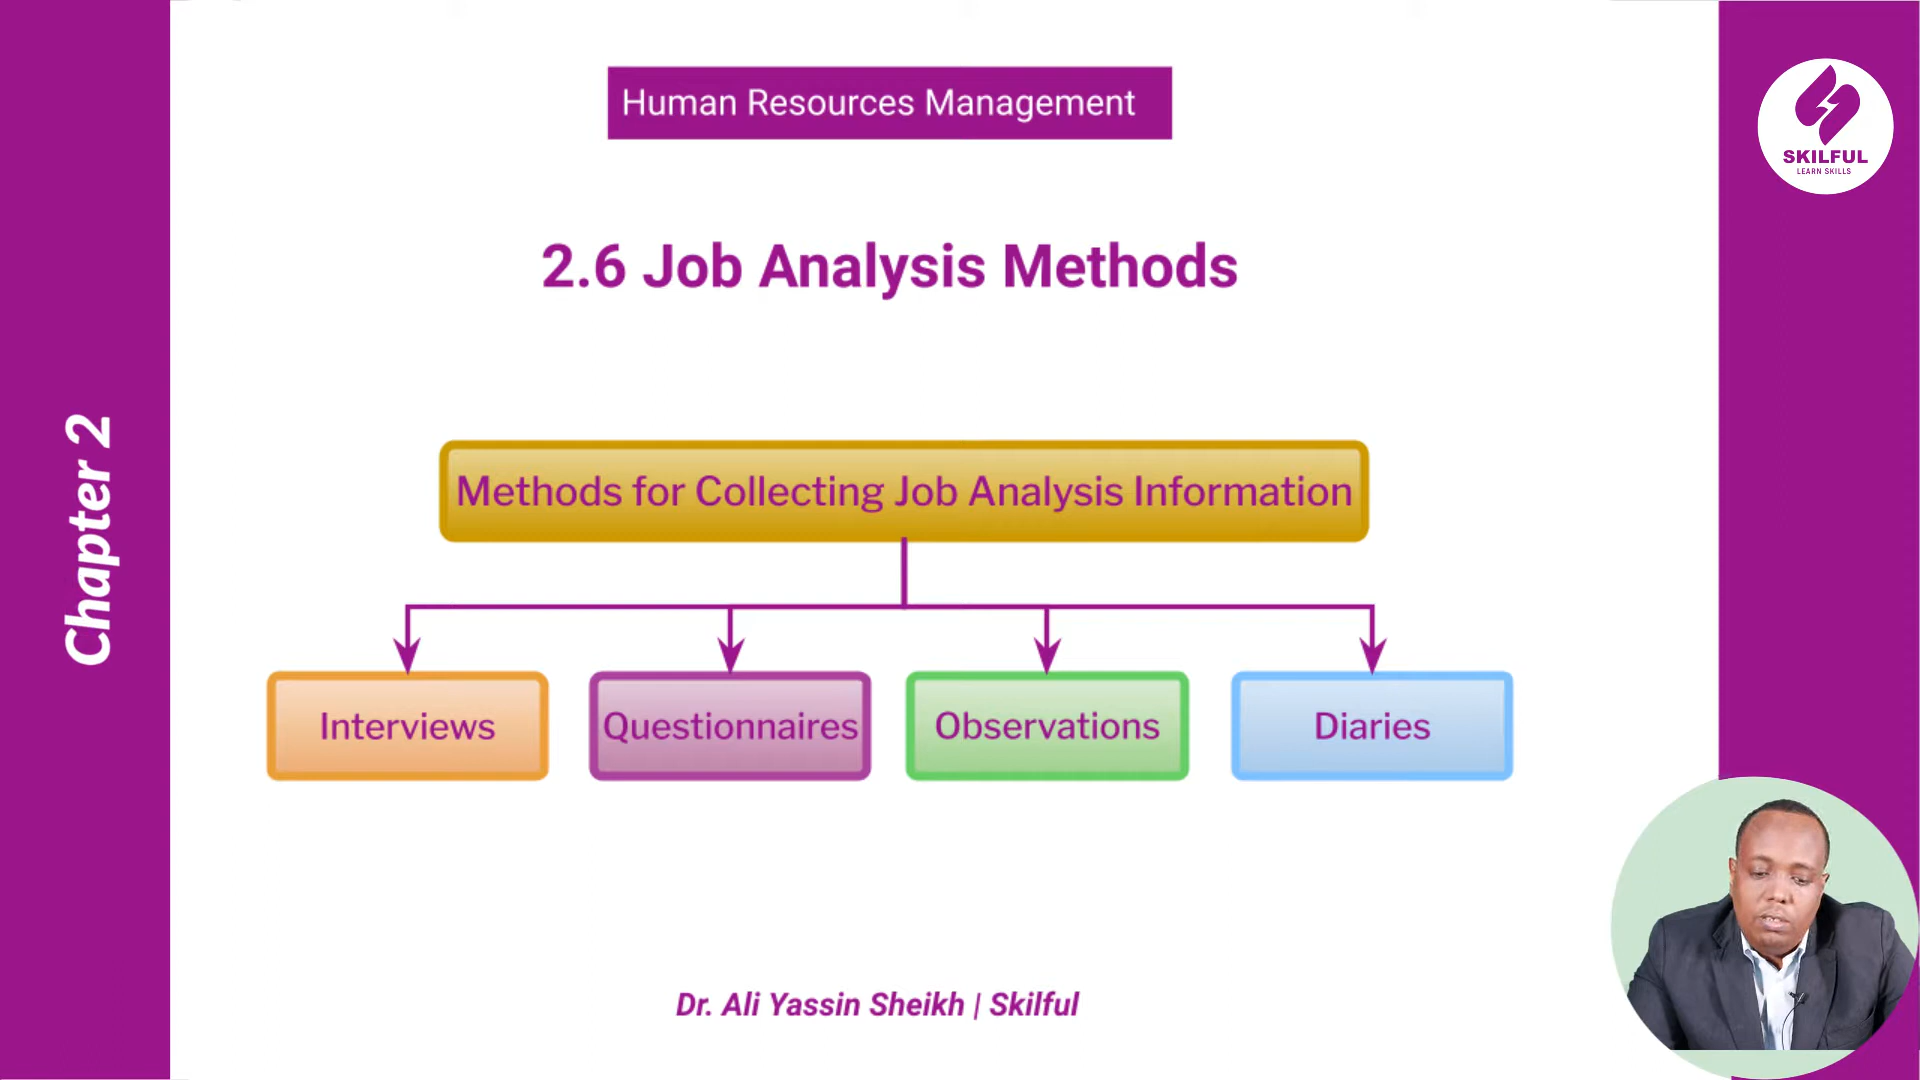 Human Resources Management
SKILFUL
LEARN SKILLS
2.6 Job Analysis Methods
Chapter 2
Methods for Collecting Job Analysis Information
Interviews
Questionnaires
Observations
Diaries
Dr. Ali Yassin Sheikh | Skilful